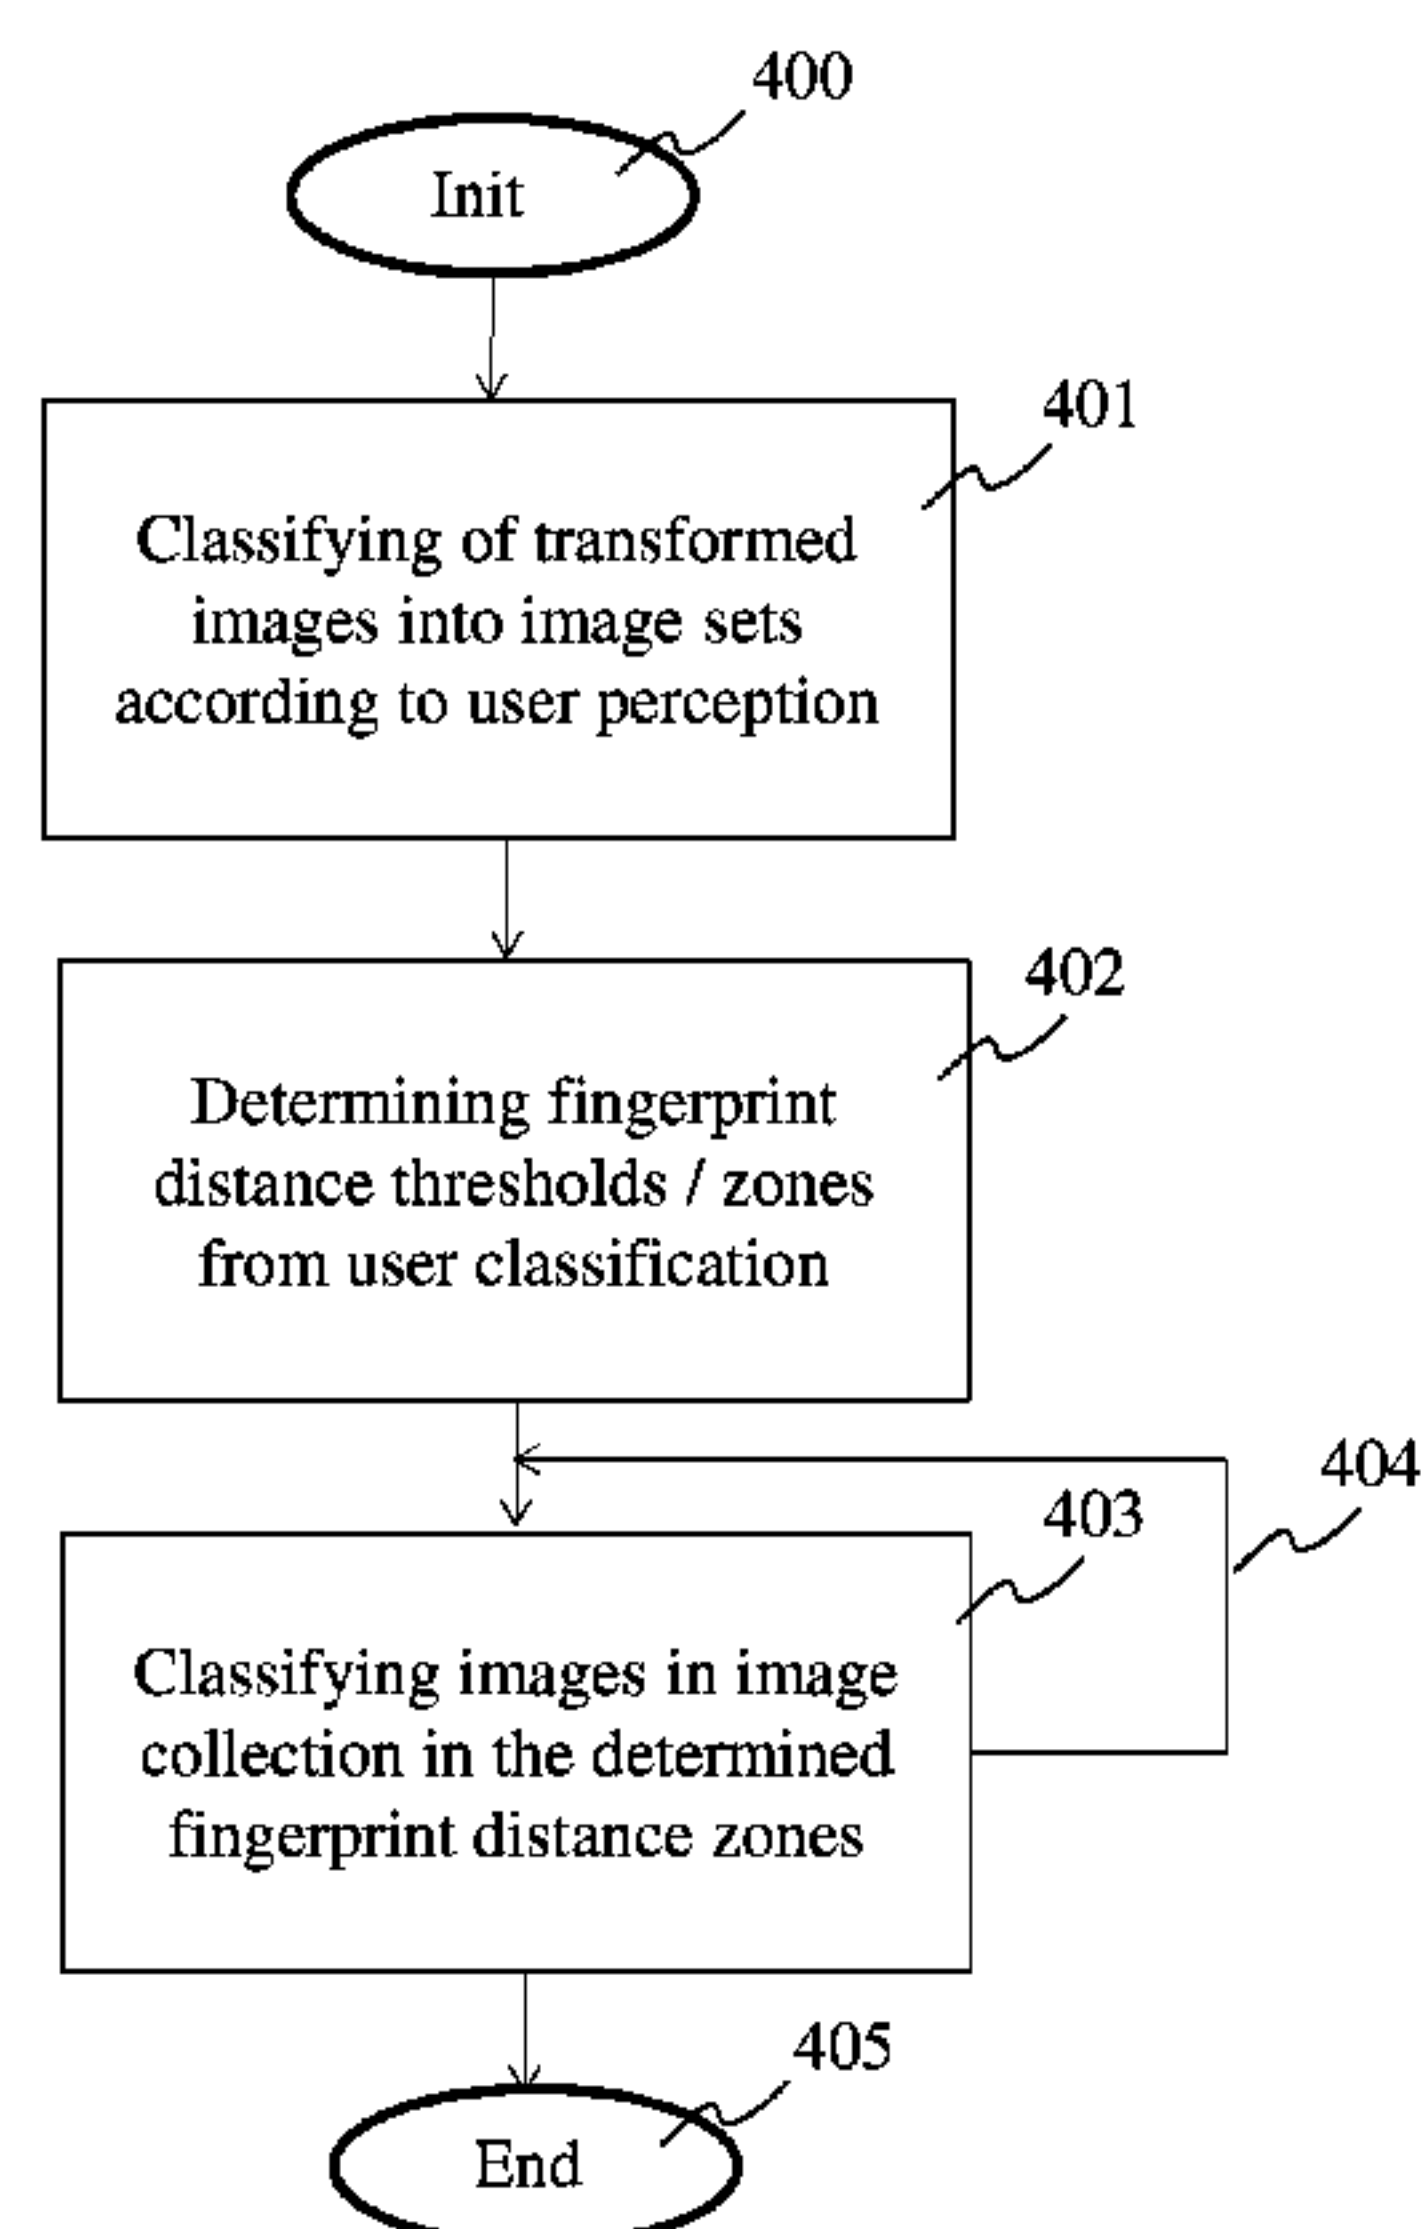 400
Init
401
Classifying of transformed
images into image sets
according to user perception
402
Determining fingerprint
distance thresholds / zones
from user classification
404
403
Classifying images in image
collection in the determined
fingerprint distance zones
405
End